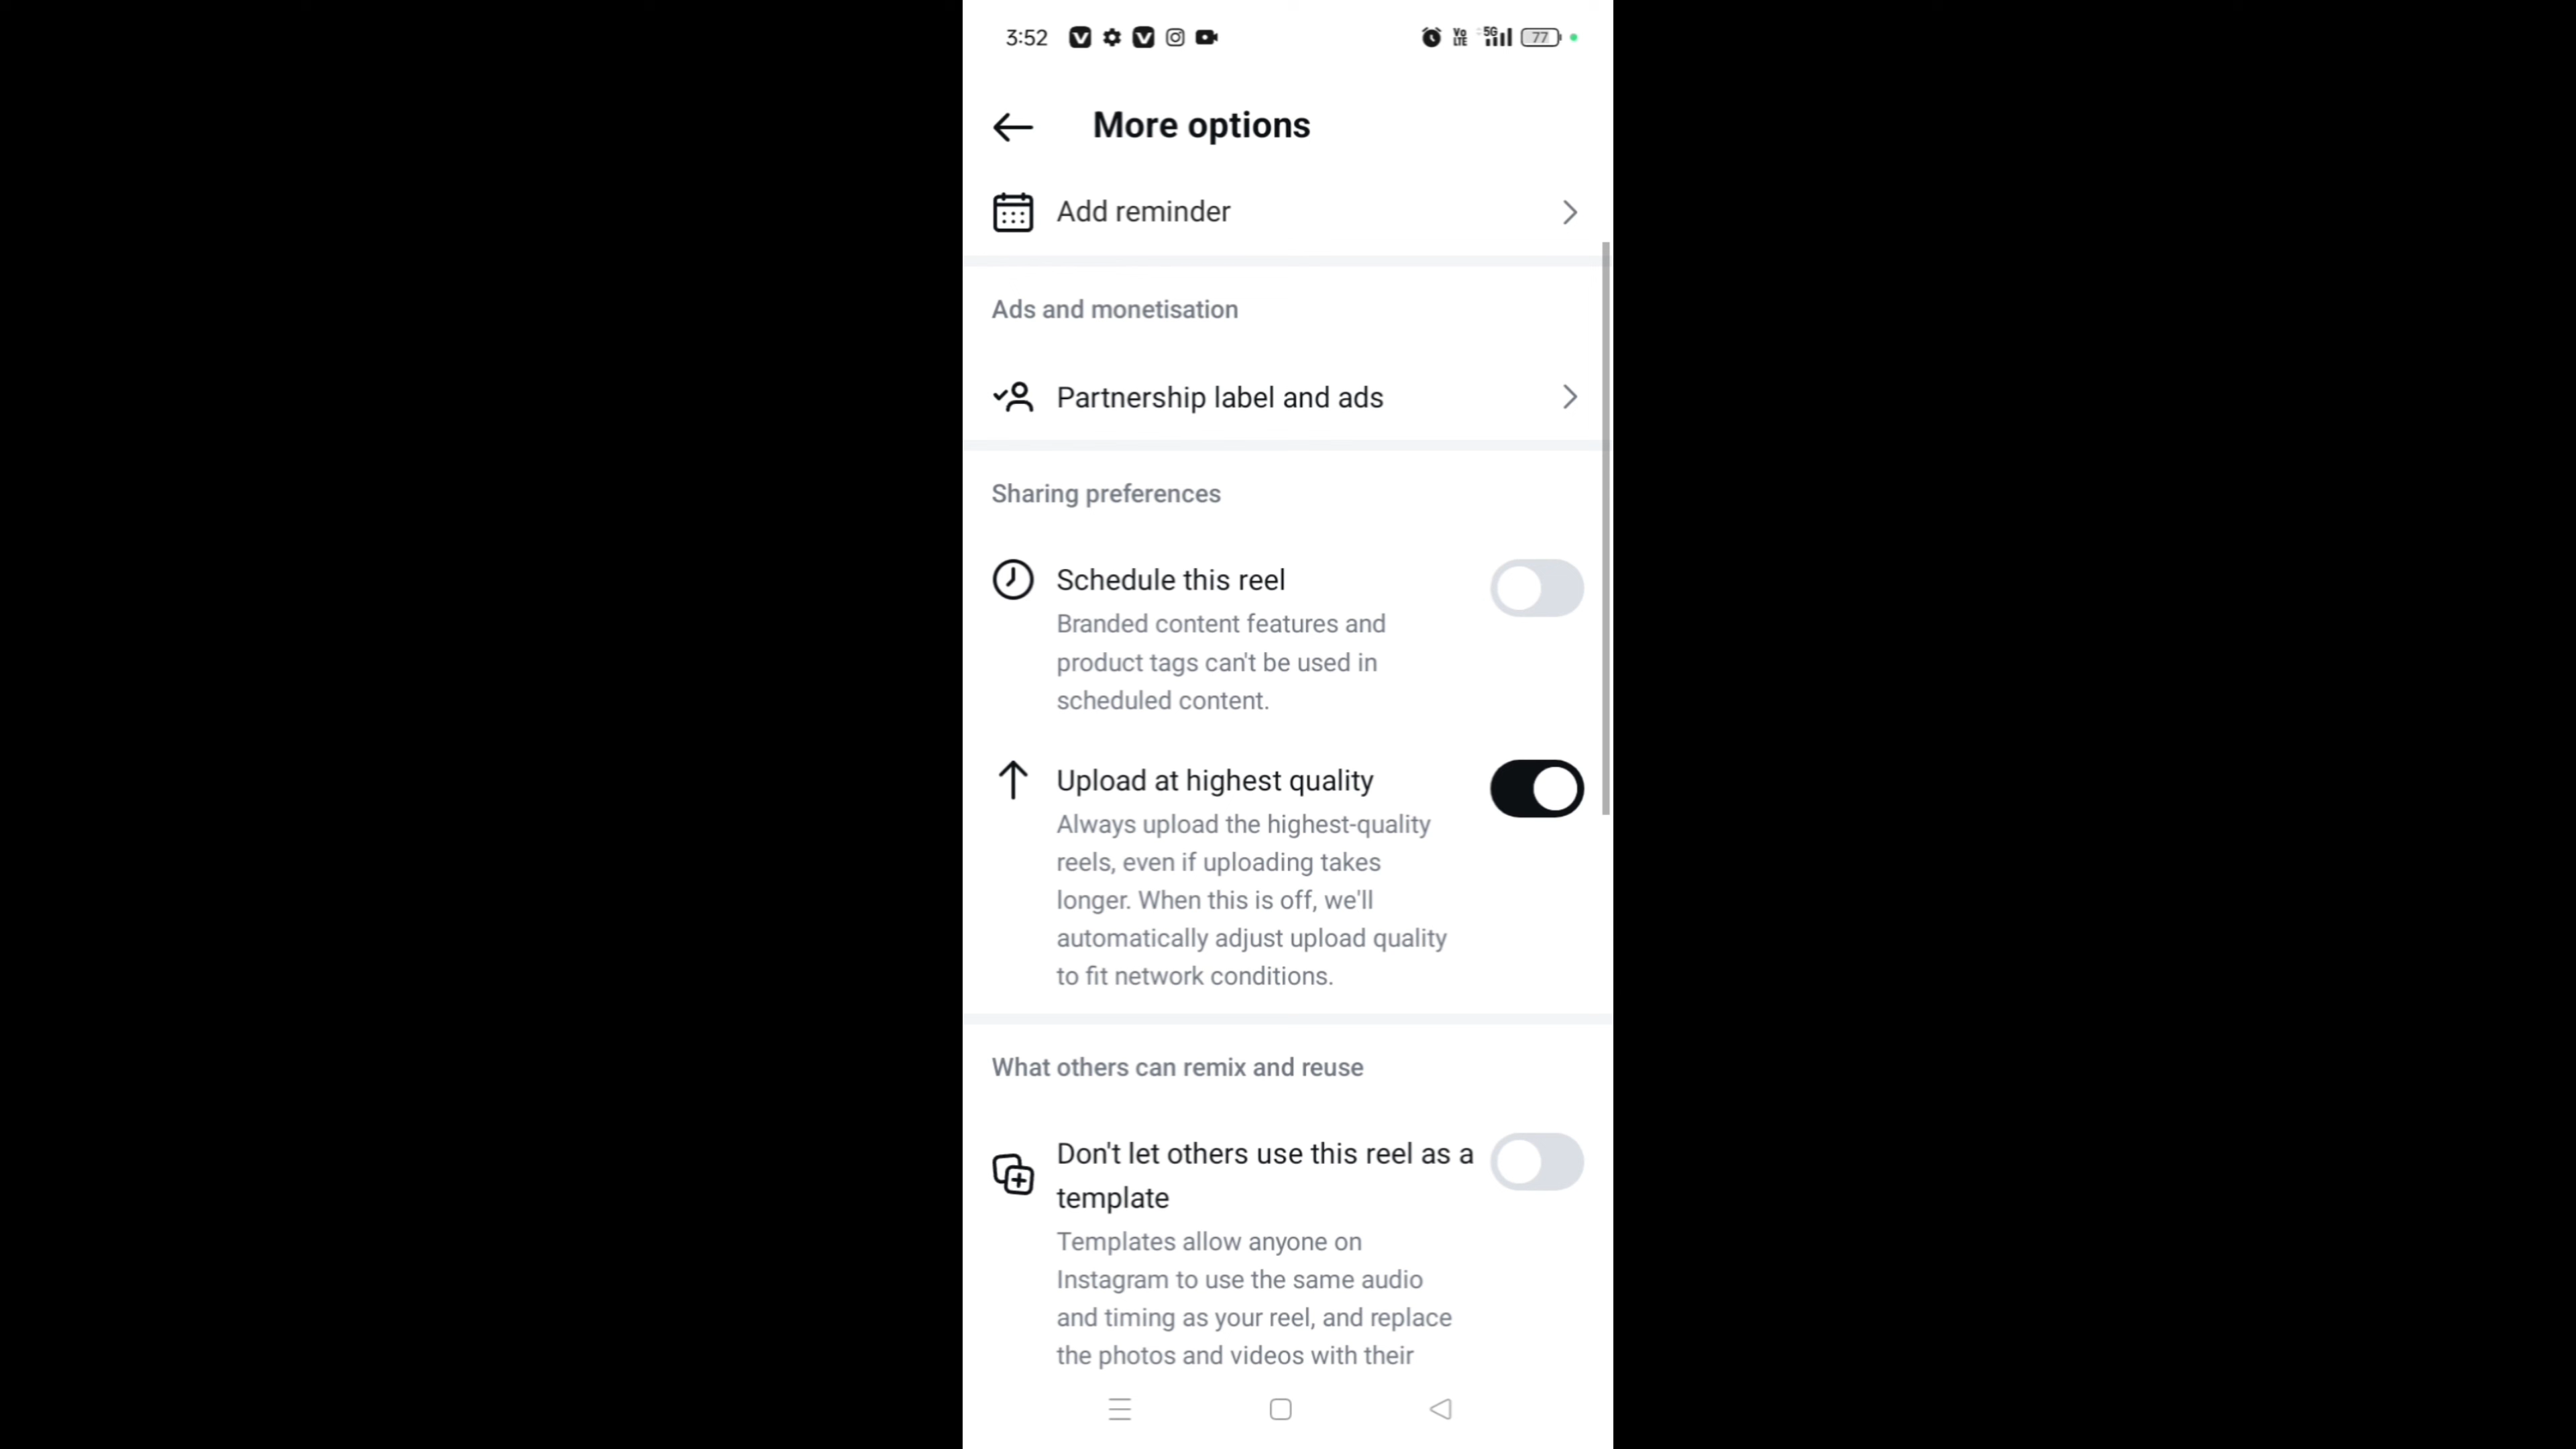 3:52 Vo LTE 5G 77
More options
Add reminder
Ads and monetisation
Partnership label and ads
Sharing preferences
Schedule this reel
Branded content features and
product tags can't be used in
scheduled content.
Upload at highest quality
Always upload the highest-quality
reels, even if uploading takes
longer. When this is off, we'll
automatically adjust upload quality
to fit network conditions.
What others can remix and reuse
Don't let others use this reel as a
template
Templates allow anyone on
Instagram to use the same audio
and timing as your reel, and replace
the photos and videos with their